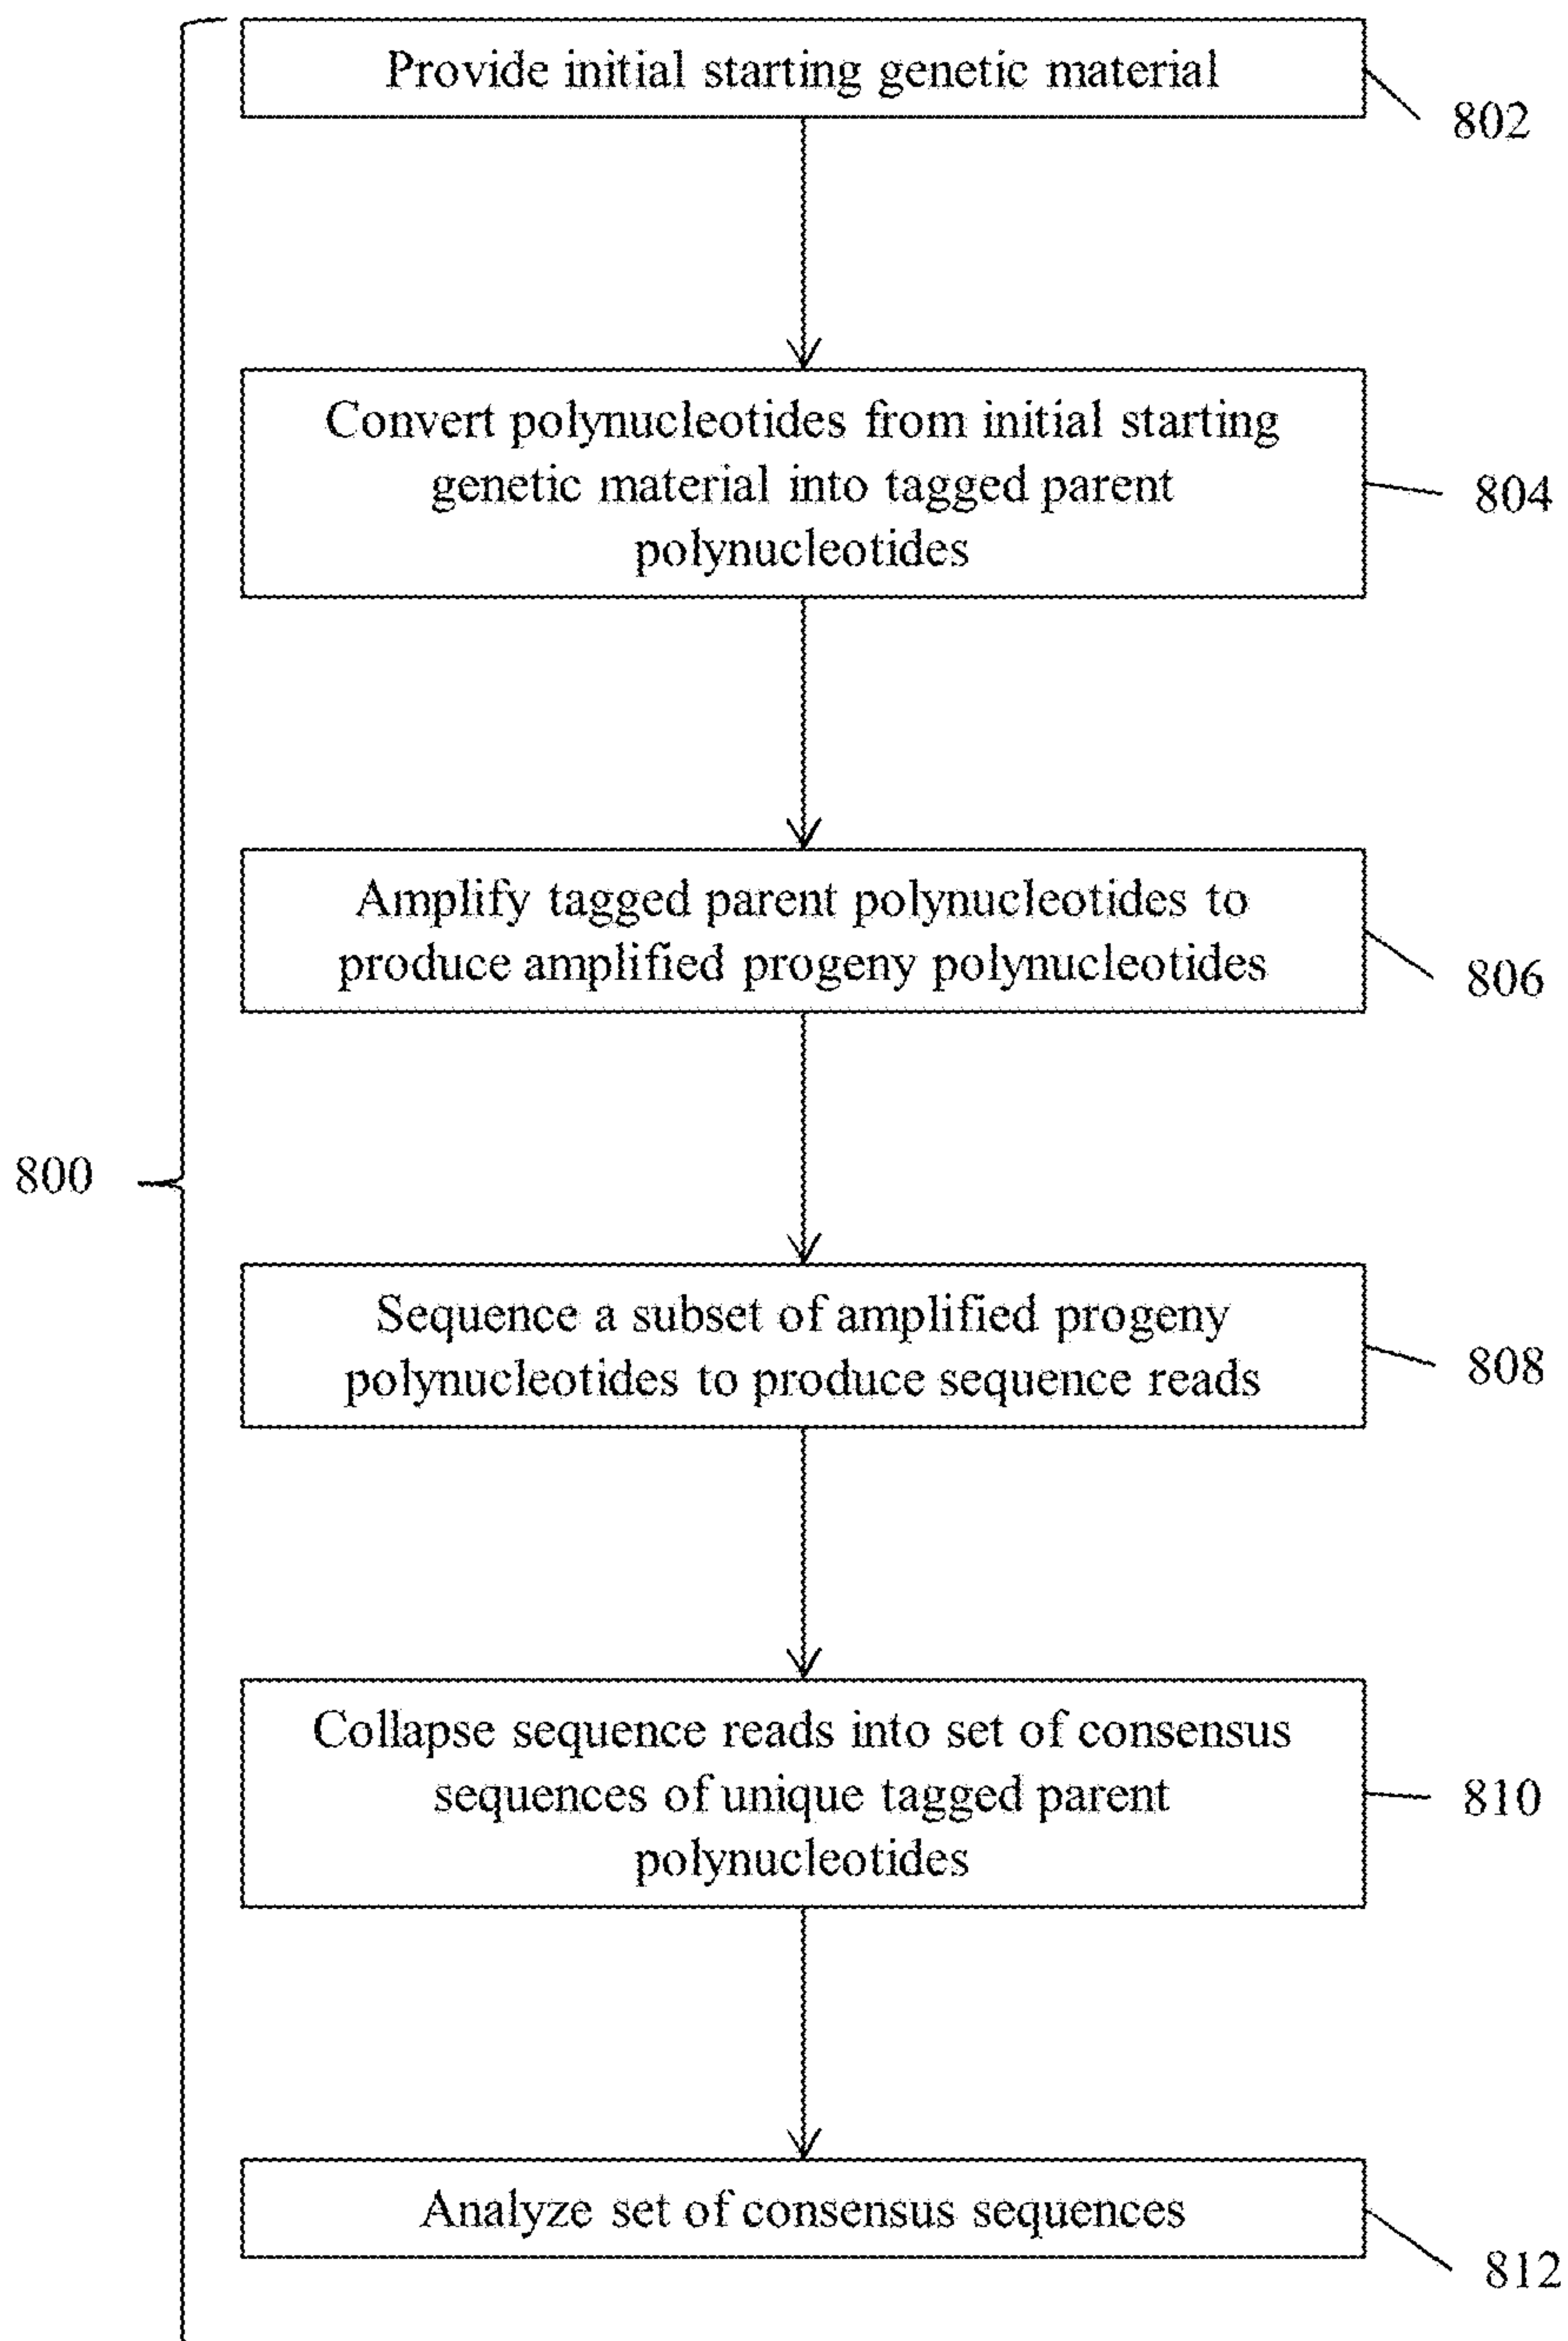 Provide initial starting genetic material
802
Convert polynucleotides from initial starting
genetic material into tagged parent
polynucleotides
804
Amplify tagged parent polynucleotides to
produce amplified progeny polynucleotides
806
800
Sequence a subset of amplified progeny
polynucleotides to produce sequence reads
808
Collapse sequence reads into set of consensus
sequences of unique tagged parent
polynucleotides
810
Analyze set of consensus sequences
812